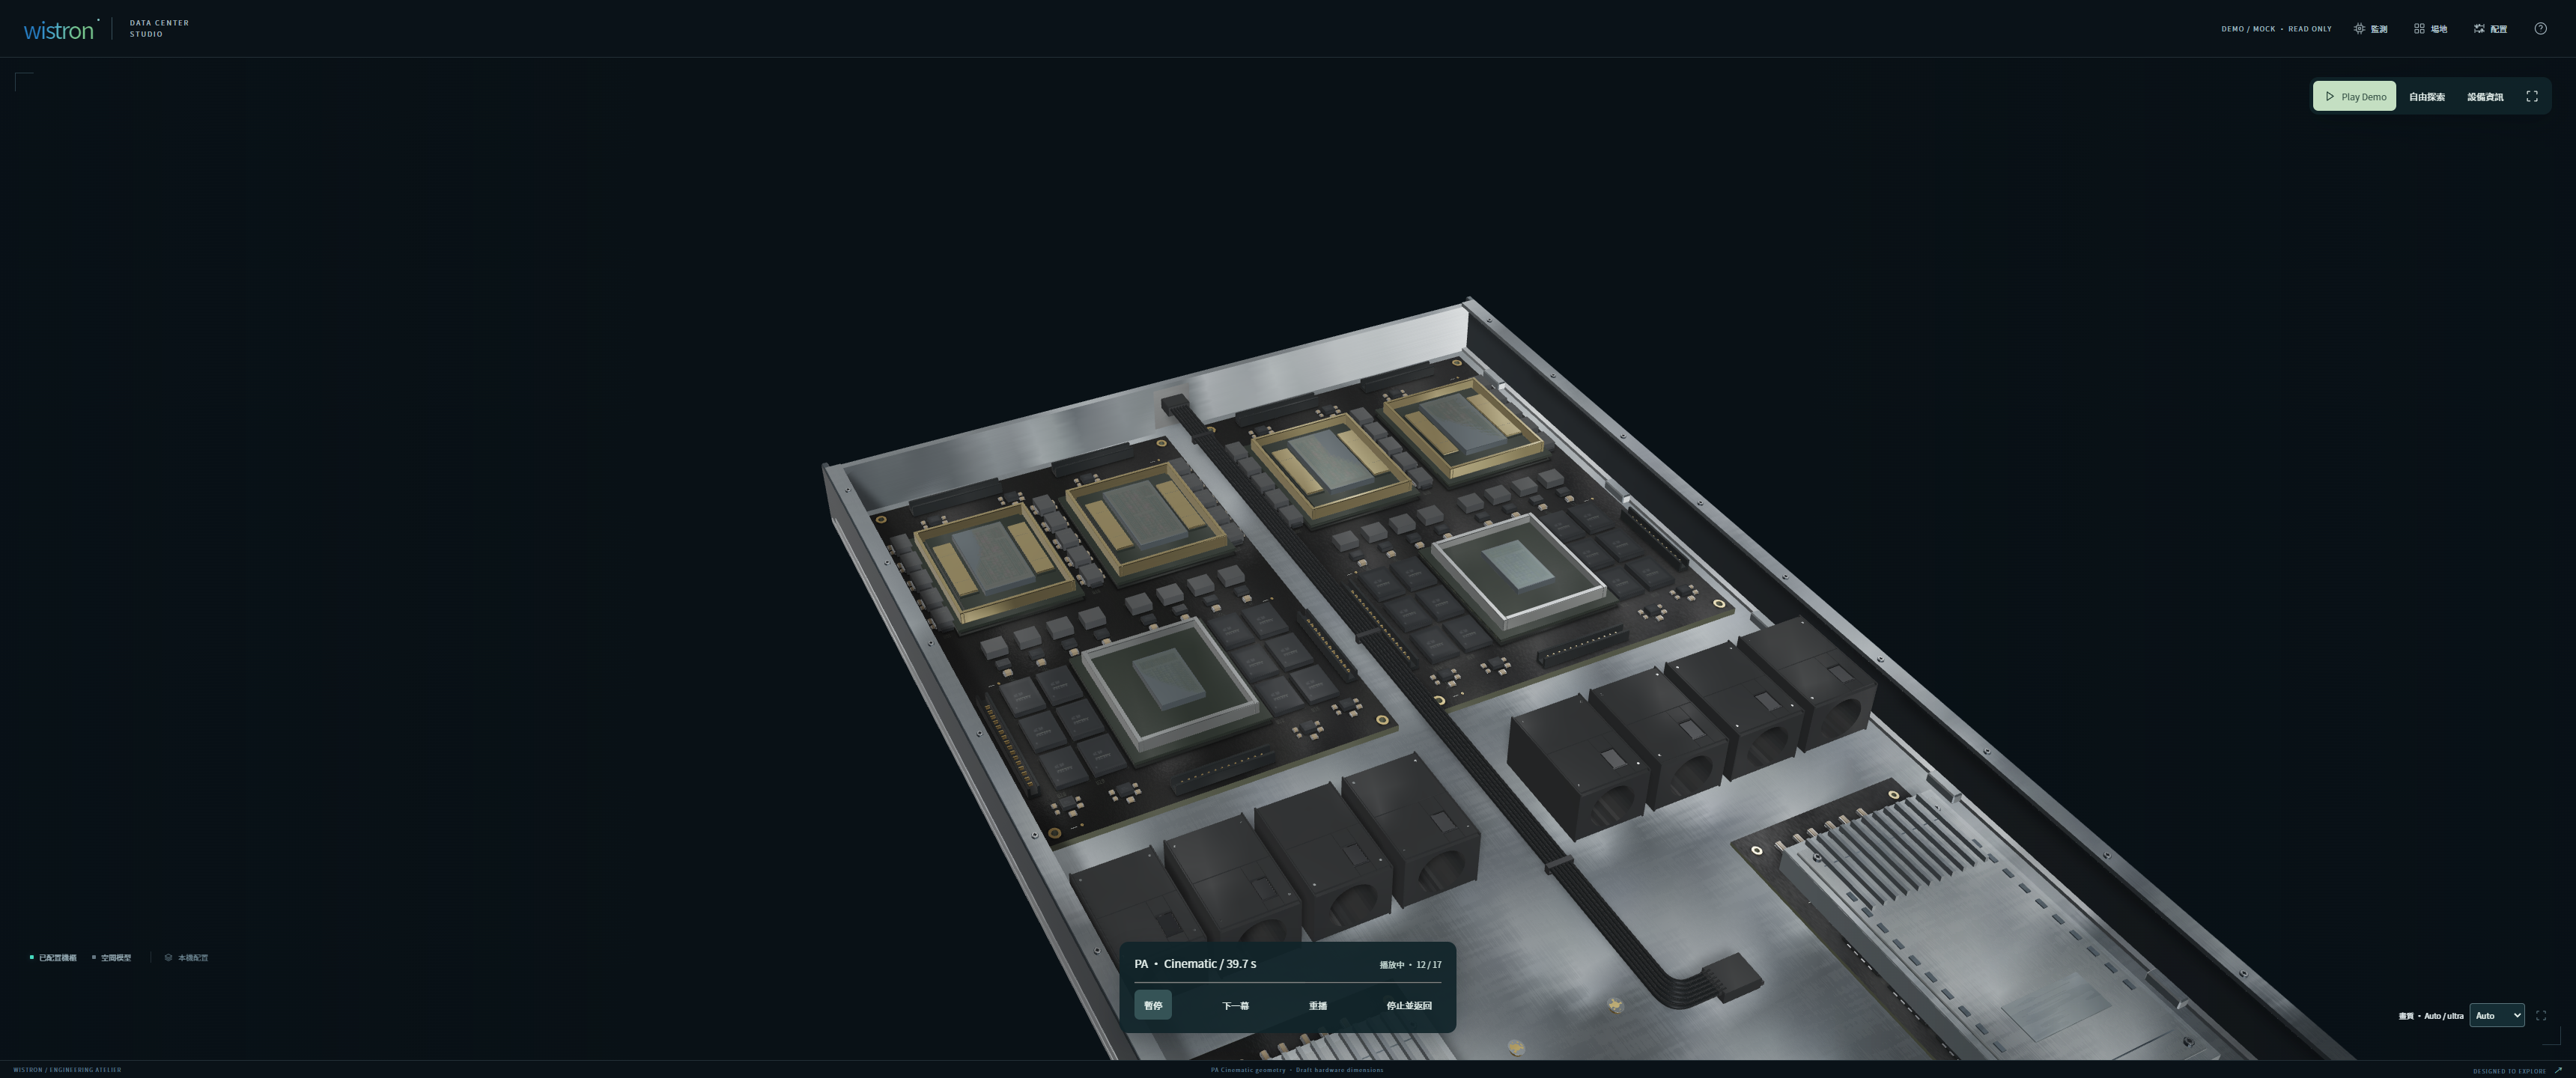 wistron
DATA CENTER
STUDIO
DEMO / MOCK • READ ONLY
監測
場地
配置
Play Demo
自由探索
設備資訊
已配置機櫃
空間模型
本機配置
PA • Cinematic / 39.7 s
播放中 • 12 / 17
暫停
下一幕
重播
停止並返回
畫質 • Auto / ultra
Auto
WISTRON / ENGINEERING ATELIER
PA Cinematic geometry • Draft hardware dimensions
DESIGNED TO EXPLORE